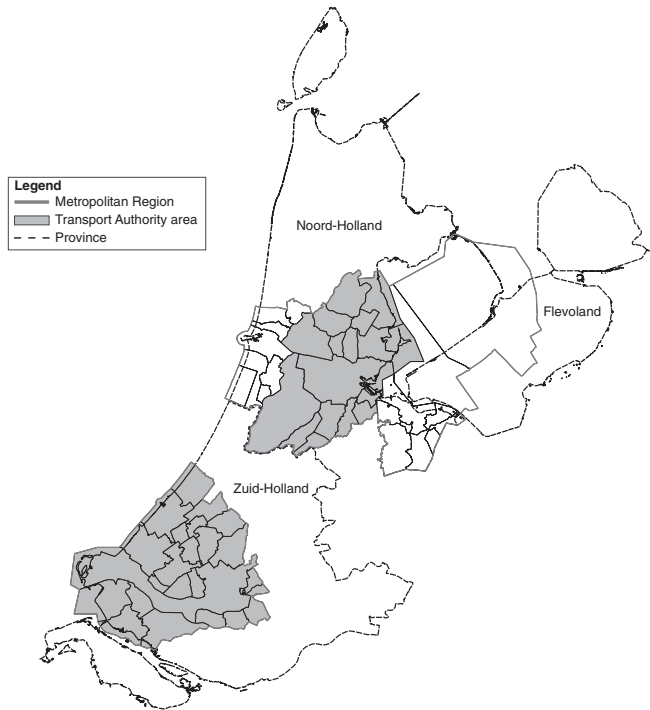 Legend
Metropolitan Region
Transport Authority area
Province
Noord-Holland
Flevoland
Zuid-Holland